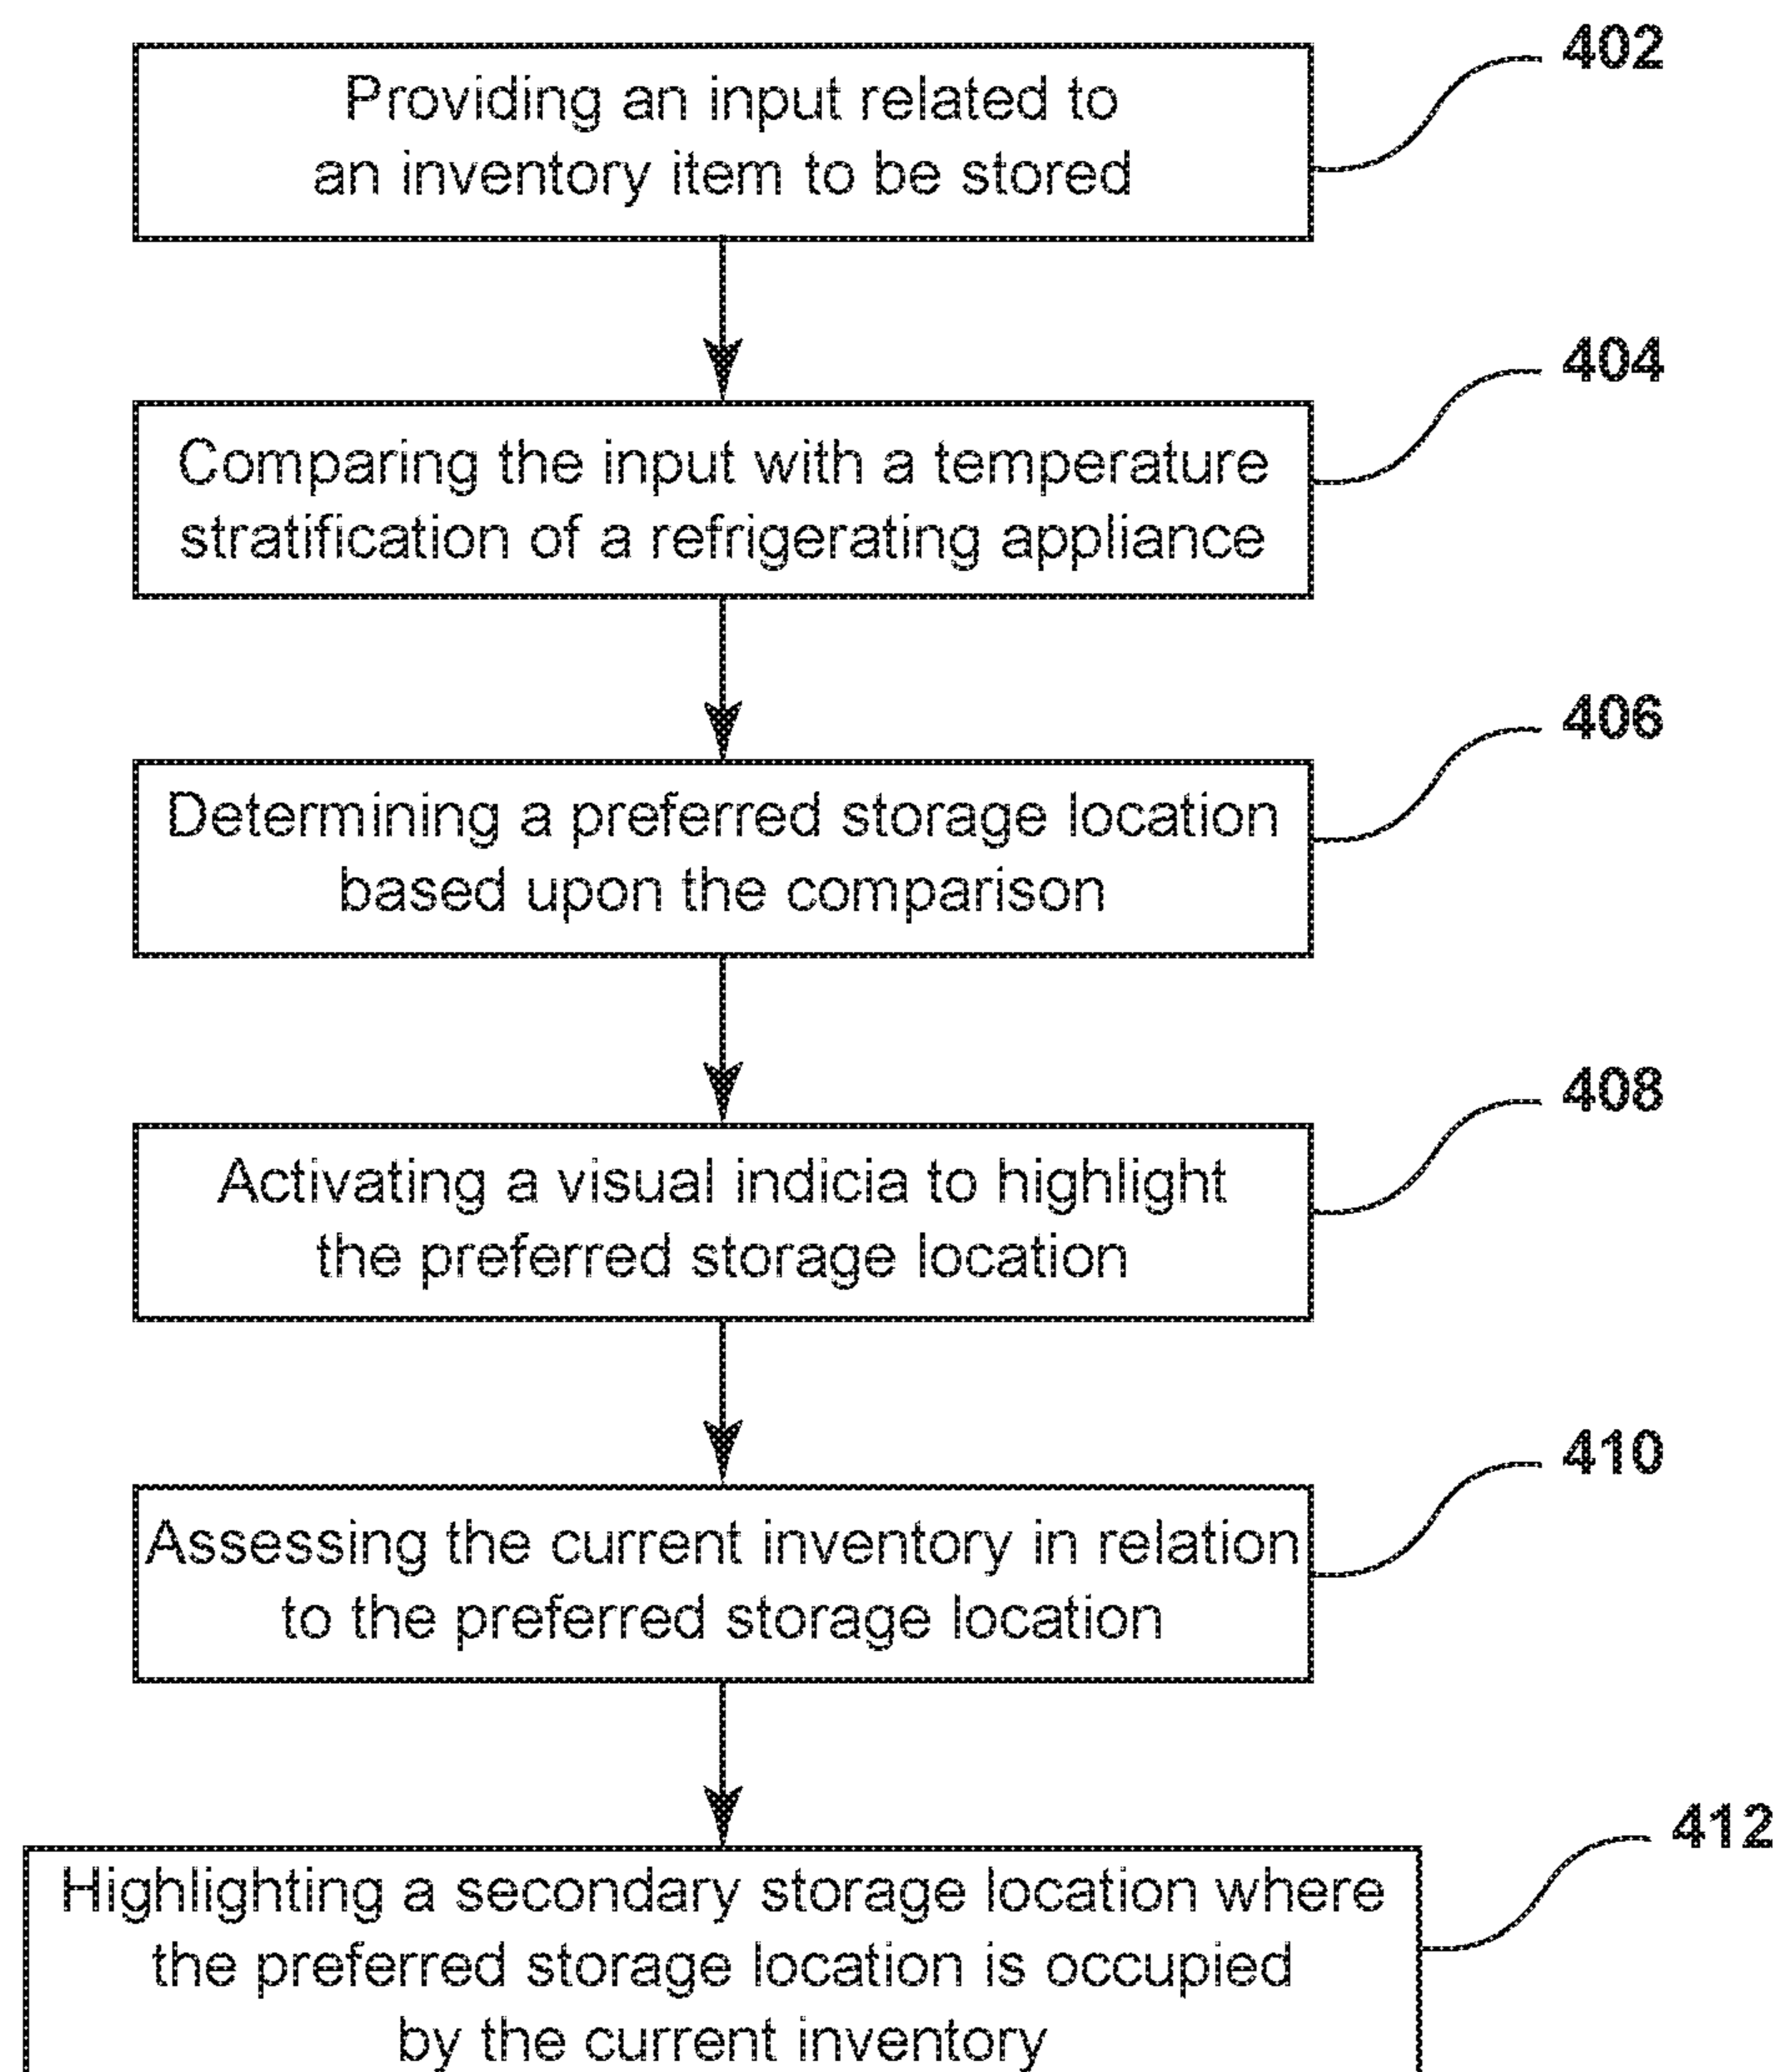 402
Providing an input related to
an inventory item to be stored
404
Comparing the input with a temperature
stratification of a refrigerating appliance
406
Determining a preferred storage location
based upon the comparison
408
Activating a visual indicia to highlight
the preferred storage location
410
Assessing the current inventory in relation
to the preferred storage location
412
Highlighting a secondary storage location where
the preferred storage location is occupied
by the current inventory